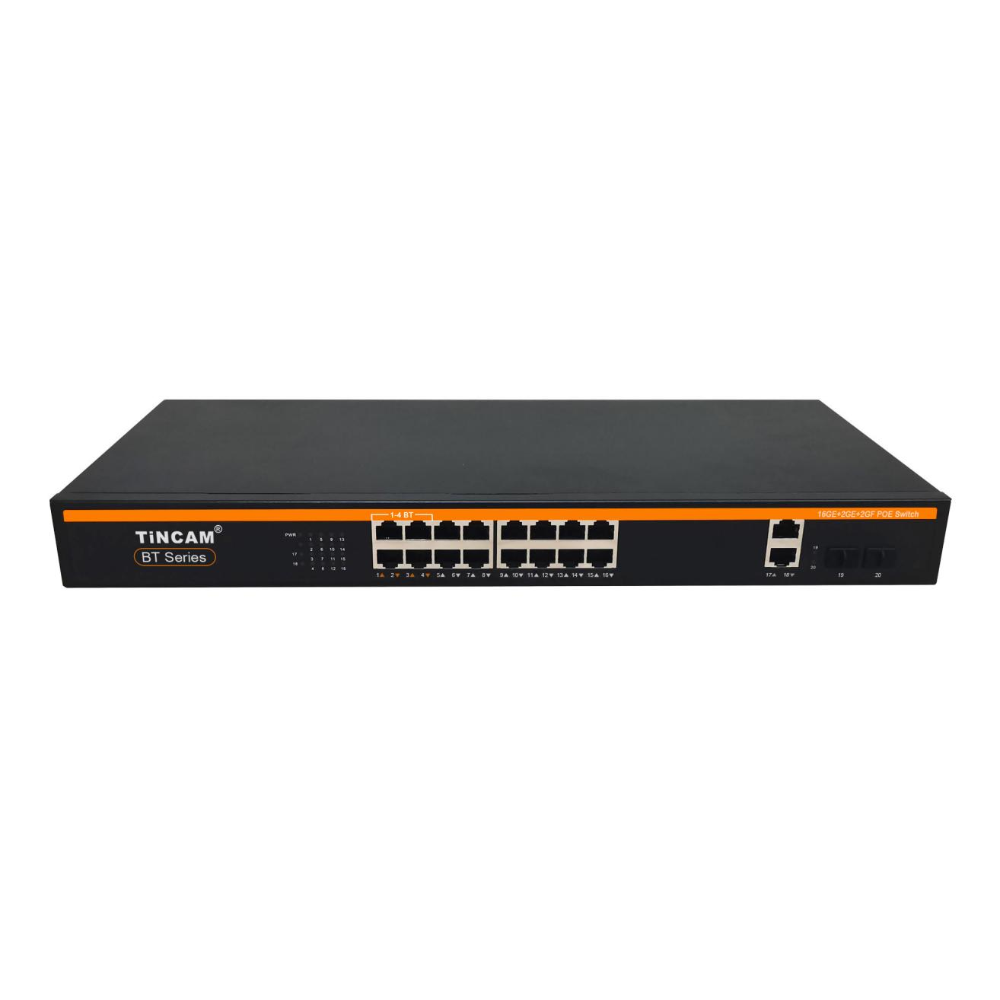 1-4 BT
16GE+2GE+2GF POE Switch
TiNCAM®
BT Series
PWR
1 5 9 13
2 6 10 14
17
3 7 11 15
18
4 8 12 16
1▲ 2▼ 3▲ 4▼ 5▲ 6▼ 7▲ 8▼ 9▲ 10▼ 11▲ 12▼ 13▲ 14▼ 15▲ 16▼
17▲ 18▼
19
20
19 20